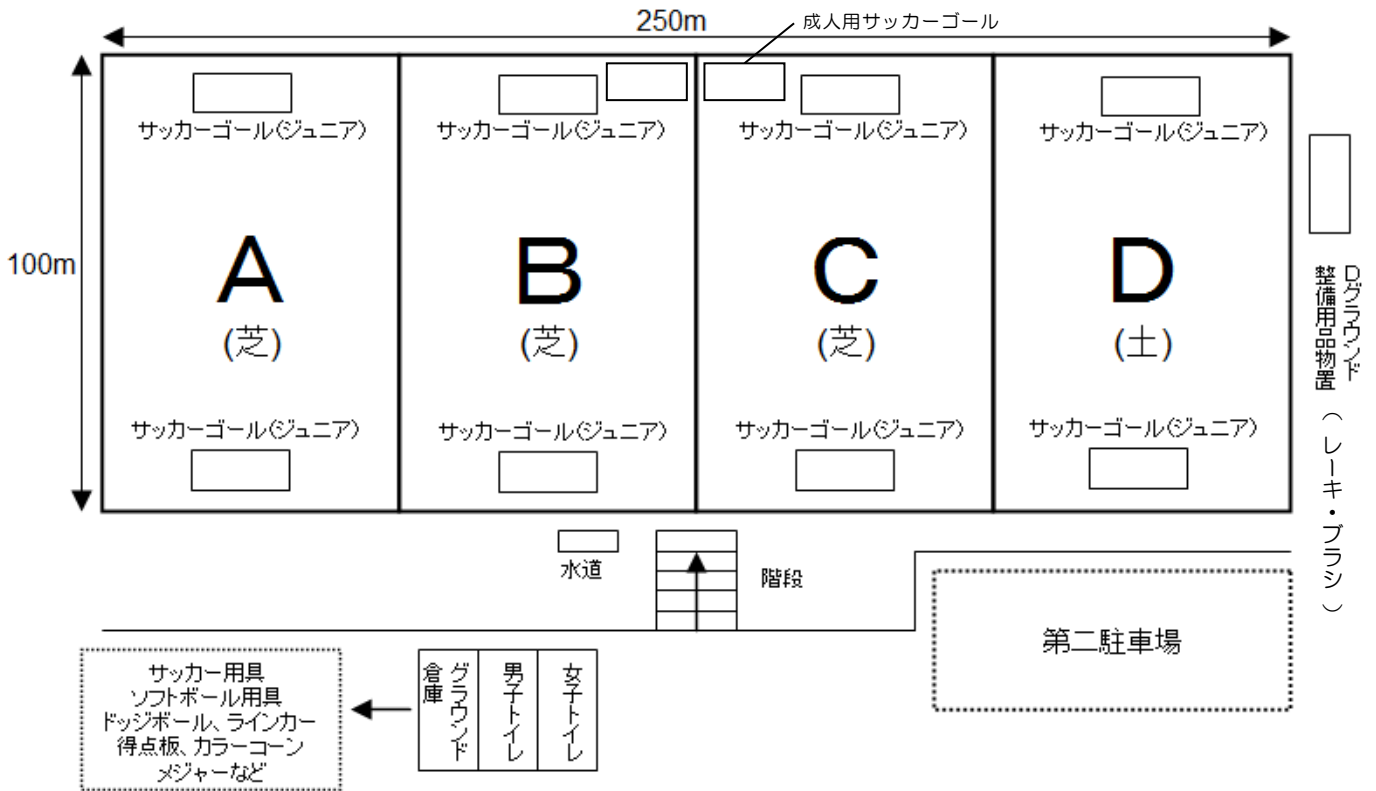 250m
成人用サッカーゴール
サッカーゴール(ジュニア)
サッカーゴール(ジュニア)
サッカーゴール(ジュニア)
サッカーゴール(ジュニア)
100m
A
(芝)
B
(芝)
C
(芝)
D
(土)
Dグラウンド
整備用品物置
（レーキ・ブラシ）
サッカーゴール(ジュニア)
サッカーゴール(ジュニア)
サッカーゴール(ジュニア)
サッカーゴール(ジュニア)
水道
階段
第二駐車場
サッカー用具
ソフトボール用具
ドッジボール、ラインカー
得点板、カラーコーン
メジャーなど
グラウンド
倉庫
男子トイレ
女子トイレ